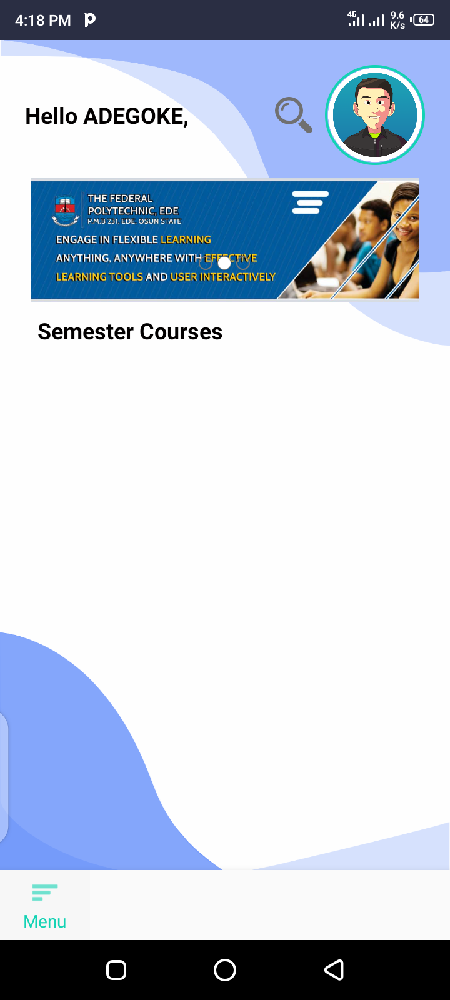 4:18 PM
4G
9.6
K/s
64
Hello ADEGOKE,
THE FEDERAL
POLYTECHNIC, EDE
P.M.B 231, EDE, OSUN STATE
ENGAGE IN FLEXIBLE LEARNING
ANYTHING, ANYWHERE WITH EFFECTIVE
LEARNING TOOLS AND USER INTERACTIVELY
Semester Courses
Menu